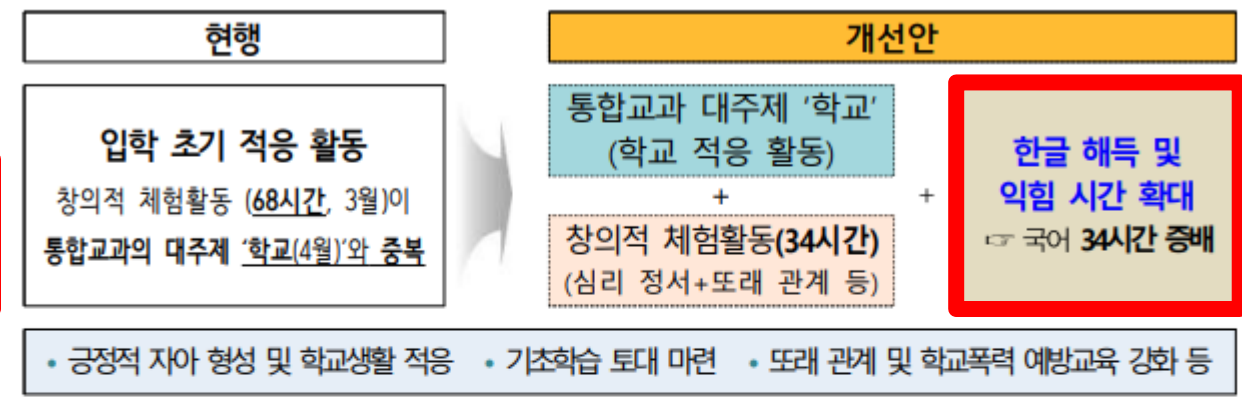 현행
개선안
입학 초기 적응 활동
창의적 체험활동 (68시간, 3월)이
통합교과의 대주제 '학교(4월)'와 중복
통합교과 대주제 '학교'
(학교 적응 활동)
+
창의적 체험활동(34시간)
(심리 정서+또래 관계 등)
+
한글 해득 및
익힘 시간 확대
☞ 국어 34시간 증배
• 긍정적 자아 형성 및 학교생활 적응 • 기초학습 토대 마련 • 또래 관계 및 학교폭력 예방교육 강화 등